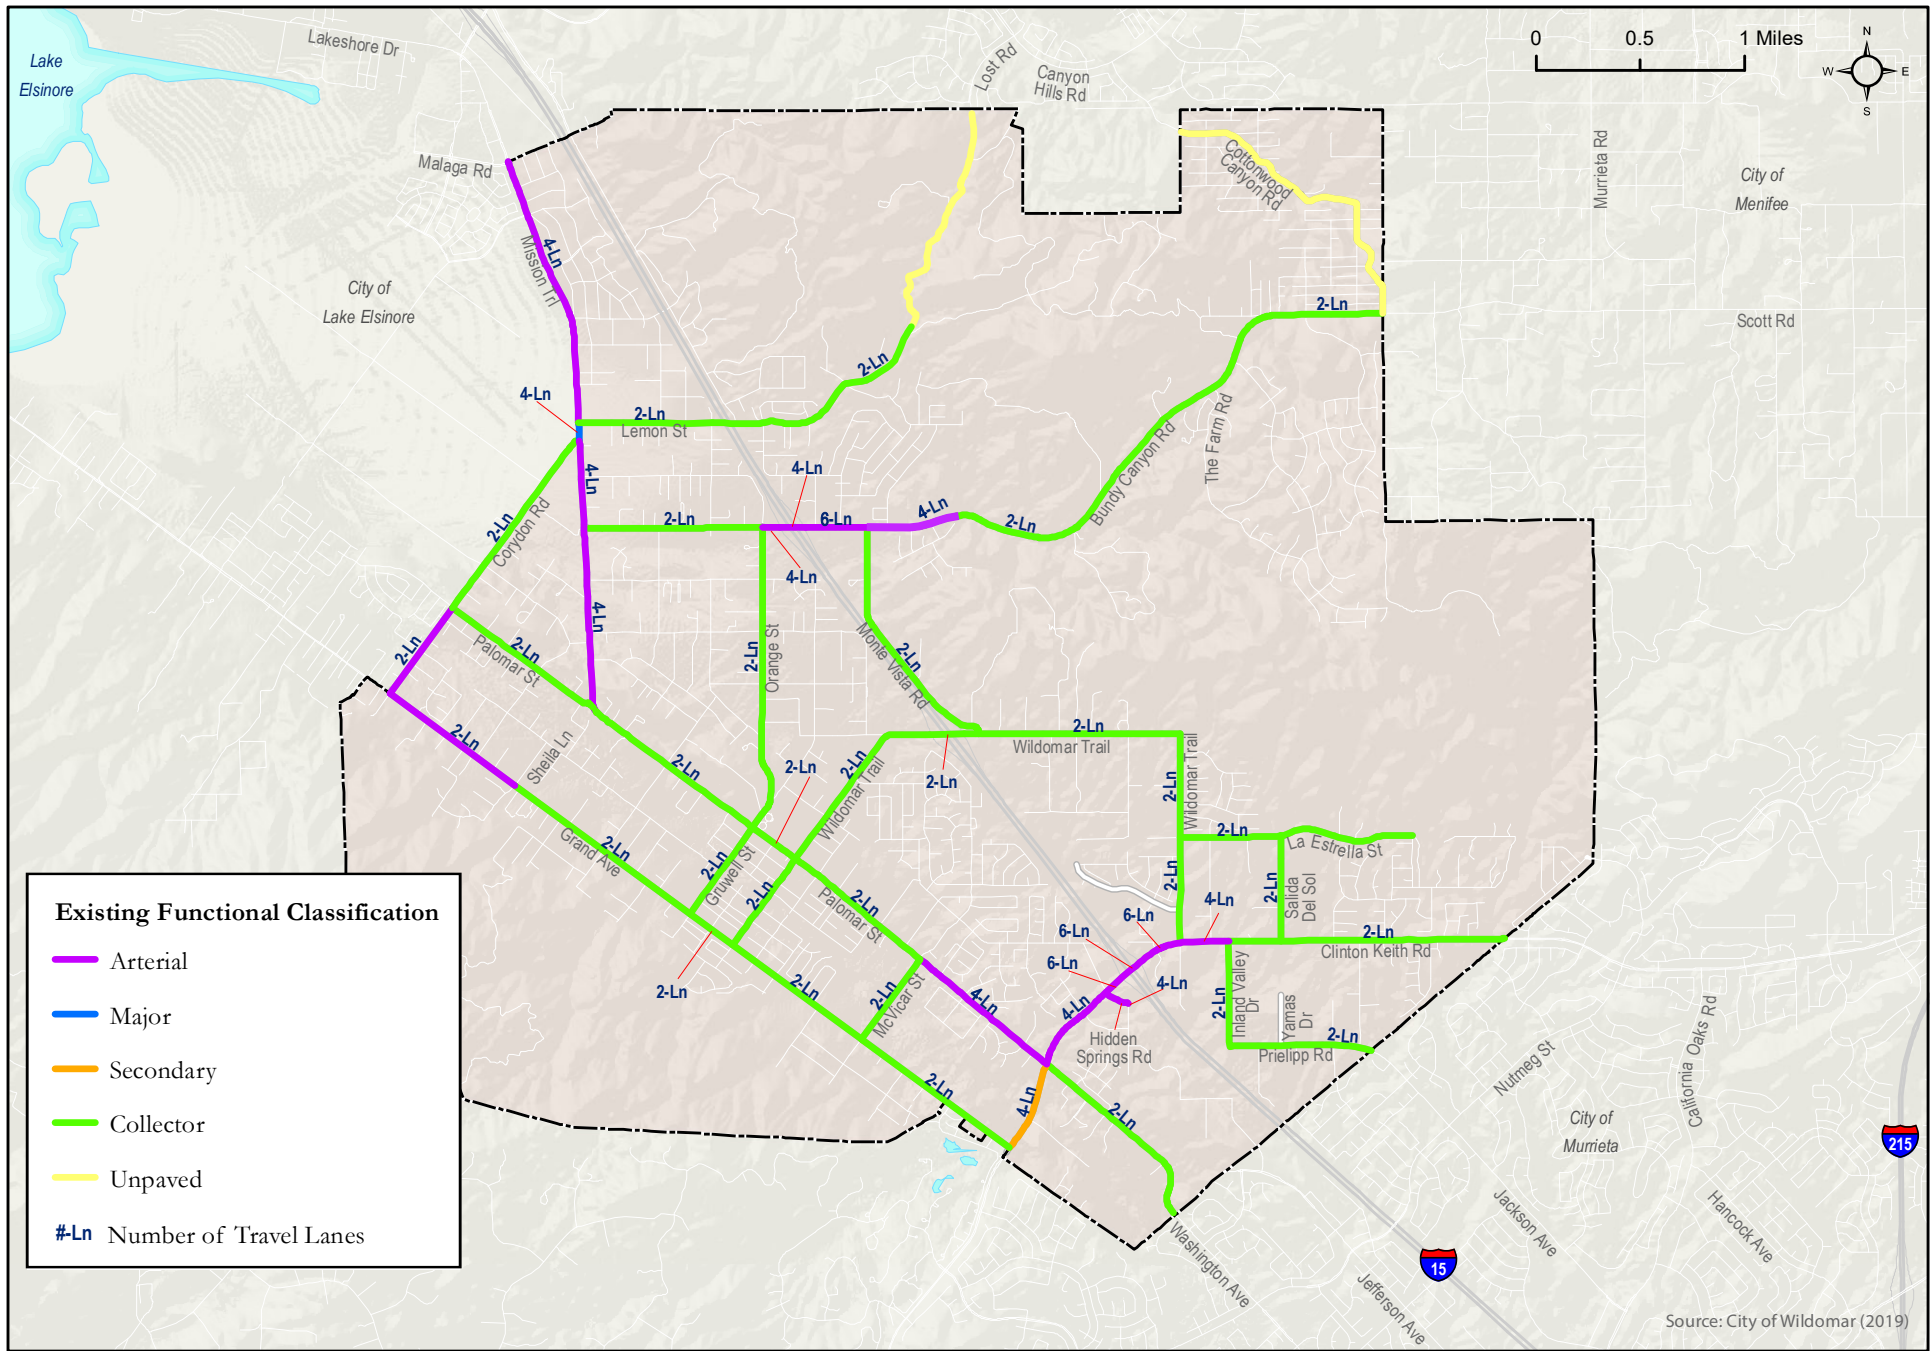 Lakeshore Dr
Lake
Elsinore
Lost Rd
Canyon
Hills Rd
0 0.5 1 Miles
N
W E
S
Malaga Rd
Cottonwood
Canyon Rd
Murrieta Rd
City of
Menifee
4-Ln
Mission Trl
City of
Lake Elsinore
2-Ln
Scott Rd
2-Ln
4-Ln
2-Ln
Lemon St
The Farm Rd
Bundy Canyon Rd
4-Ln
4-Ln
2-Ln
Corydon Rd
2-Ln
6-Ln
4-Ln
2-Ln
4-Ln
4-Ln
2-Ln
Palomar St
2-Ln
2-Ln
Orange St
2-Ln
Monte Vista Rd
2-Ln
Sheila Ln
2-Ln
2-Ln
2-Ln
Wildomar Trail
2-Ln
Wildomar Trail
2-Ln
2-Ln
Wildomar Trail
2-Ln
Grand Ave
2-Ln
Gruwell St
2-Ln
2-Ln
La Estrella St
2-Ln
2-Ln
Salida
Del Sol
Palomar St
2-Ln
4-Ln
6-Ln
6-Ln
6-Ln
4-Ln
2-Ln
Clinton Keith Rd
2-Ln
2-Ln
2-Ln
McVicar St
4-Ln
4-Ln
2-Ln
Inland Valley
Dr
Yamas
Dr
Hidden
Springs Rd
2-Ln
Prielipp Rd
2-Ln
4-Ln
2-Ln
Nutmeg St
California Oaks Rd
City of
Murrieta
215
Washington Ave
Jackson Ave
Hancock Ave
15
Jefferson Ave
Existing Functional Classification
Arterial
Major
Secondary
Collector
Unpaved
#-Ln Number of Travel Lanes
Source: City of Wildomar (2019)